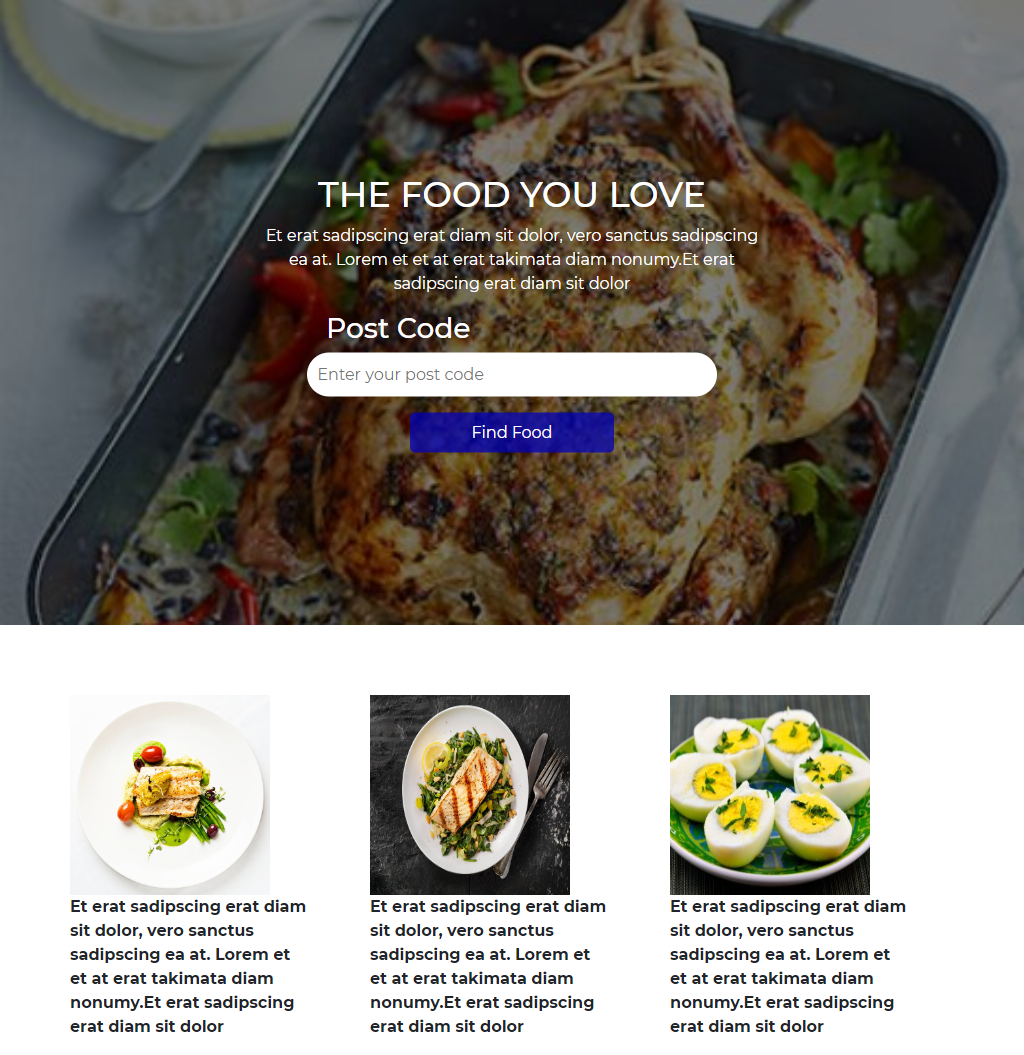 THE FOOD YOU LOVE
Et erat sadipscing erat diam sit dolor, vero sanctus sadipscing
ea at. Lorem et et at erat takimata diam nonumy.Et erat
sadipscing erat diam sit dolor
Post Code
Enter your post code
Find Food
Et erat sadipscing erat diam
sit dolor, vero sanctus
sadipscing ea at. Lorem et
et at erat takimata diam
nonumy.Et erat sadipscing
erat diam sit dolor
Et erat sadipscing erat diam
sit dolor, vero sanctus
sadipscing ea at. Lorem et
et at erat takimata diam
nonumy.Et erat sadipscing
erat diam sit dolor
Et erat sadipscing erat diam
sit dolor, vero sanctus
sadipscing ea at. Lorem et
et at erat takimata diam
nonumy.Et erat sadipscing
erat diam sit dolor